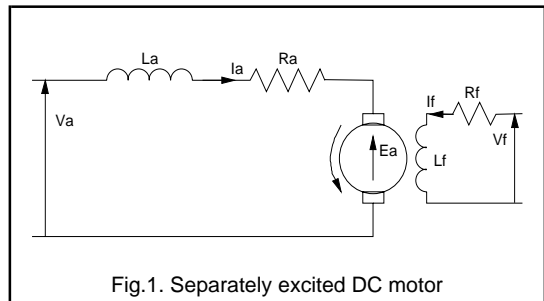 La
Ia
Ra
Va
Ea
If
Rf
Vf
Lf
Fig.1. Separately excited DC motor